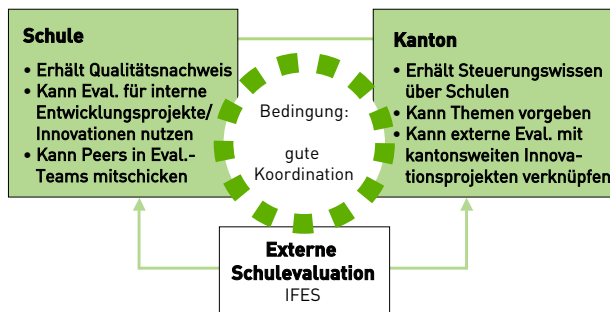 Schule
• Erhält Qualitätsnachweis
• Kann Eval. für interne
Entwicklungsprojekte/
Innovationen nutzen
• Kann Peers in Eval.-
Teams mitschicken
Bedingung:
gute
Koordination
Kanton
• Erhält Steuerungswissen
über Schulen
• Kann Themen vorgeben
• Kann externe Eval. mit
kantonsweiten Innova-
tionsprojekten verknüpfen
Externe
Schulevaluation
IFES